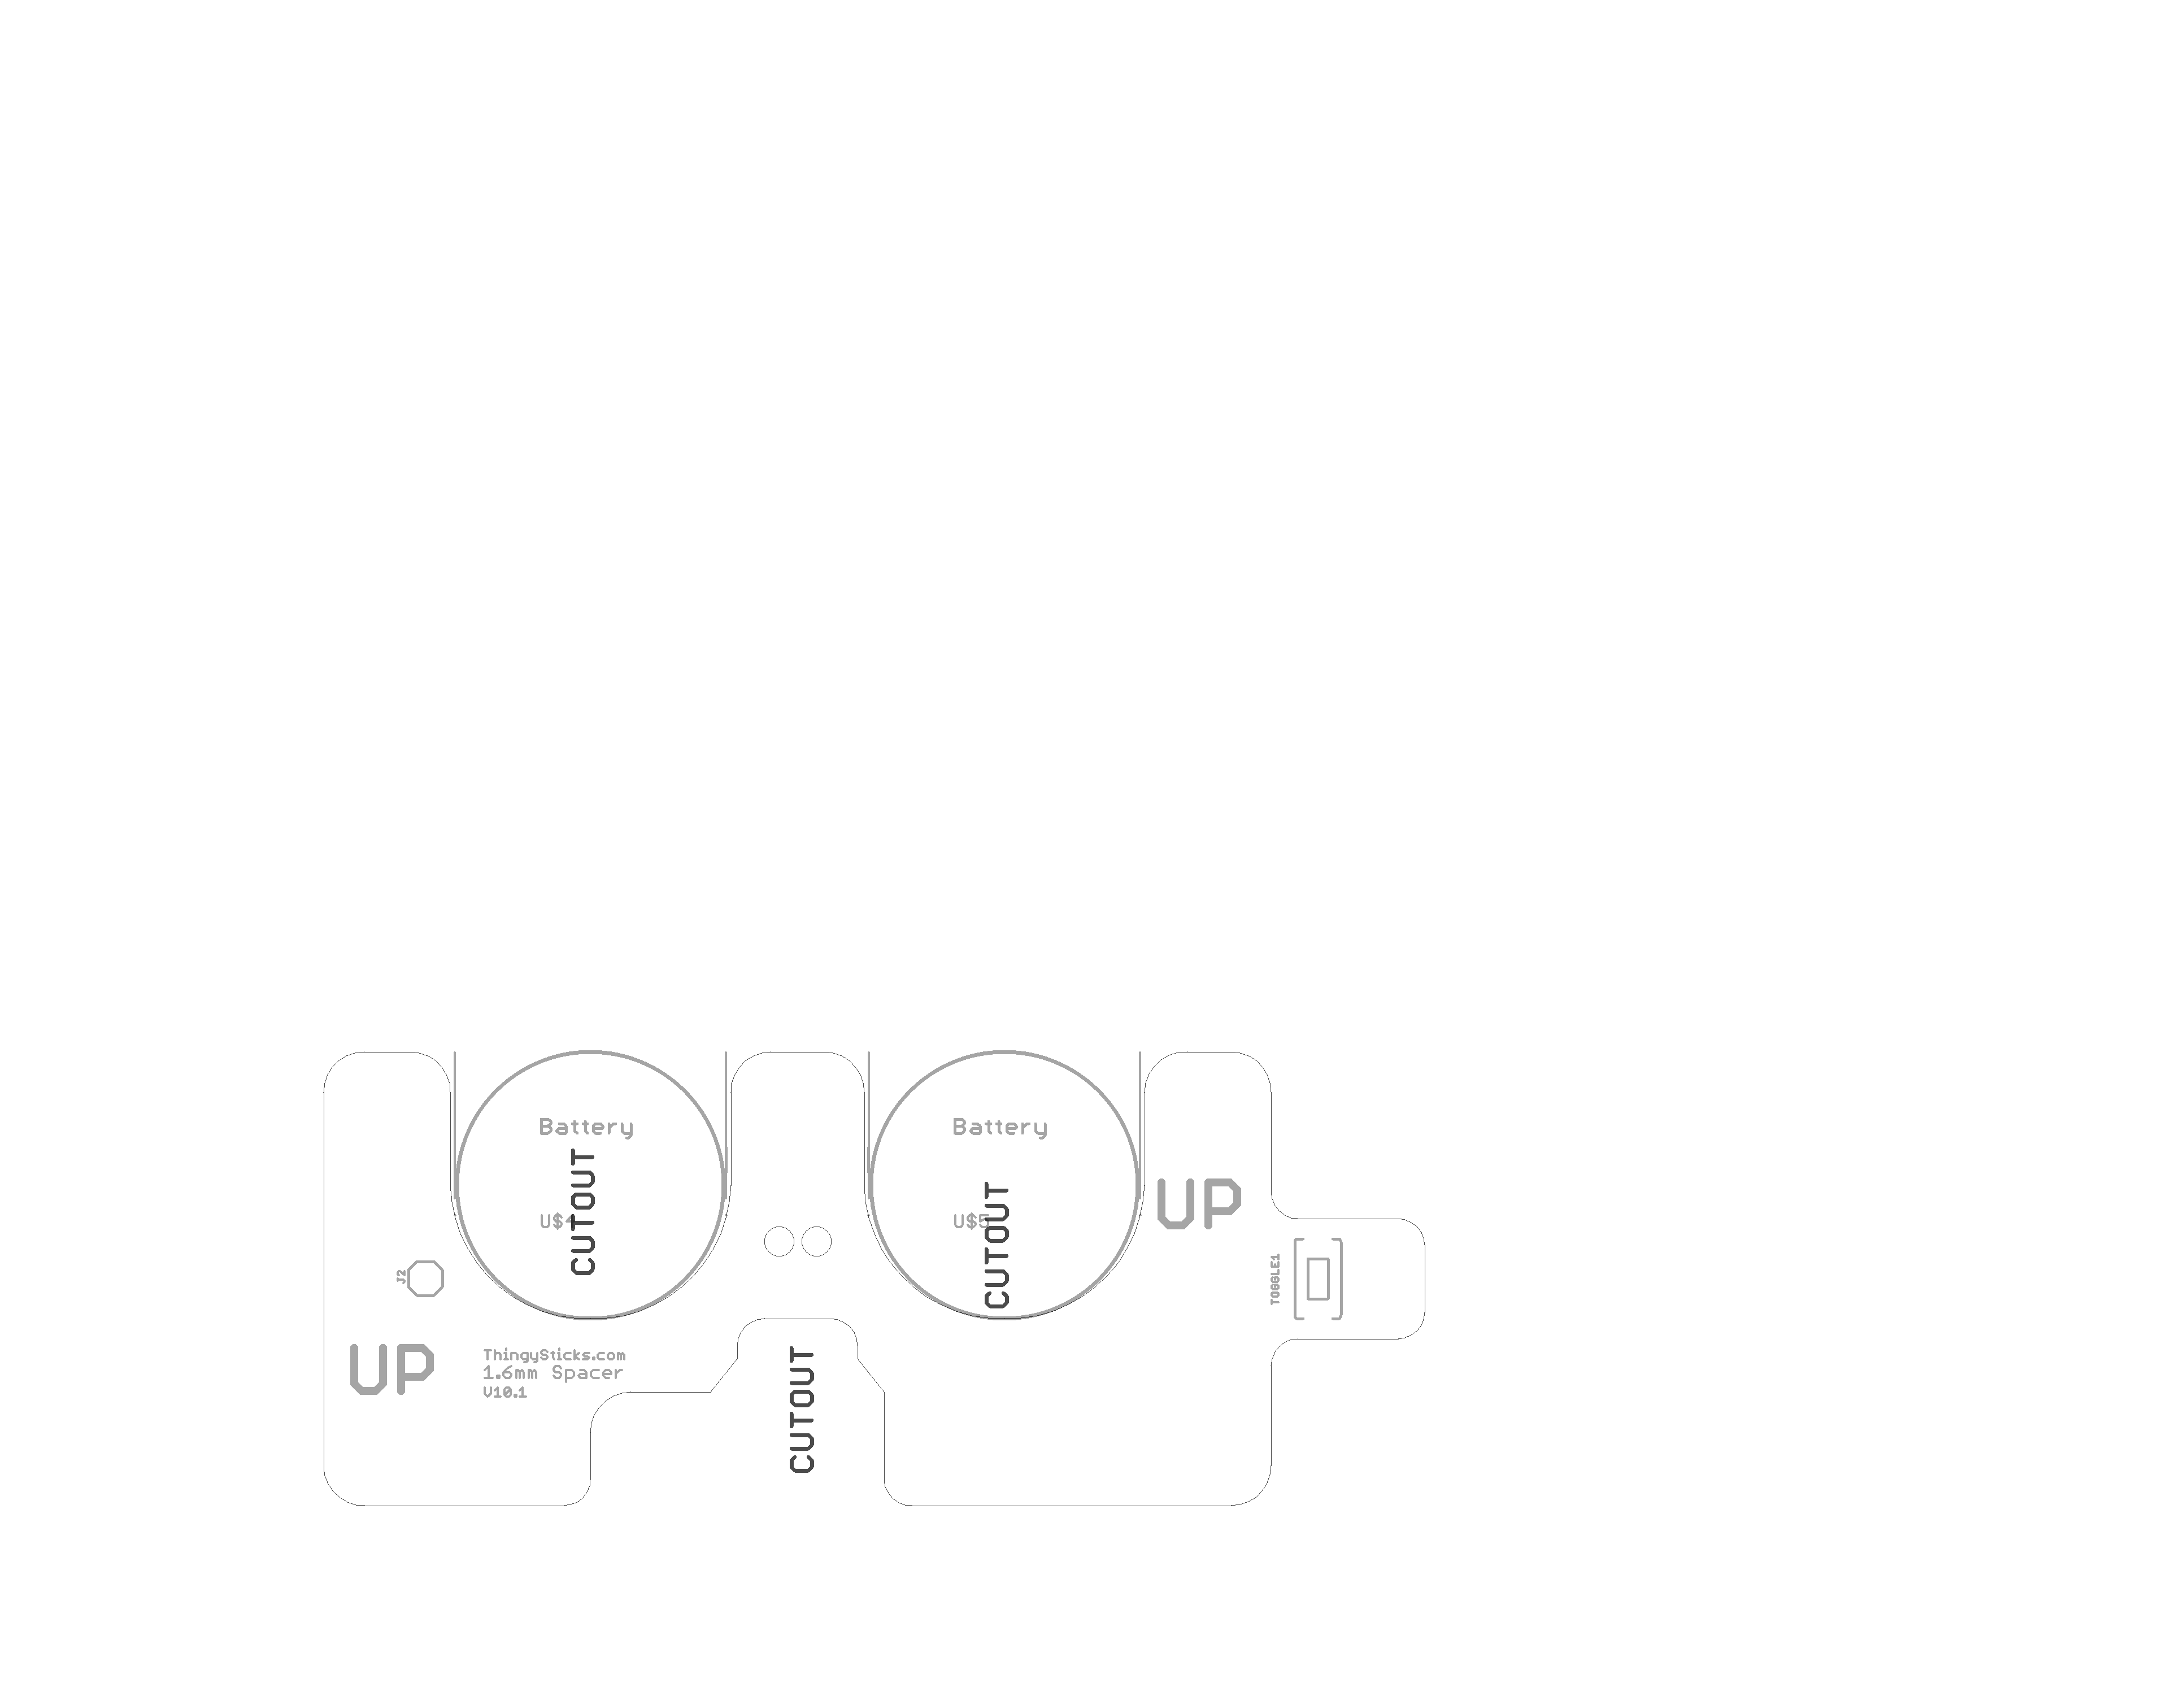 Battery
Battery
CUTOUT
CUTOUT
U$4
U$5
UP
J2
TOGGLE1
UP
ThingySticks.com
1.6mm Spacer
V10.1
CUTOUT